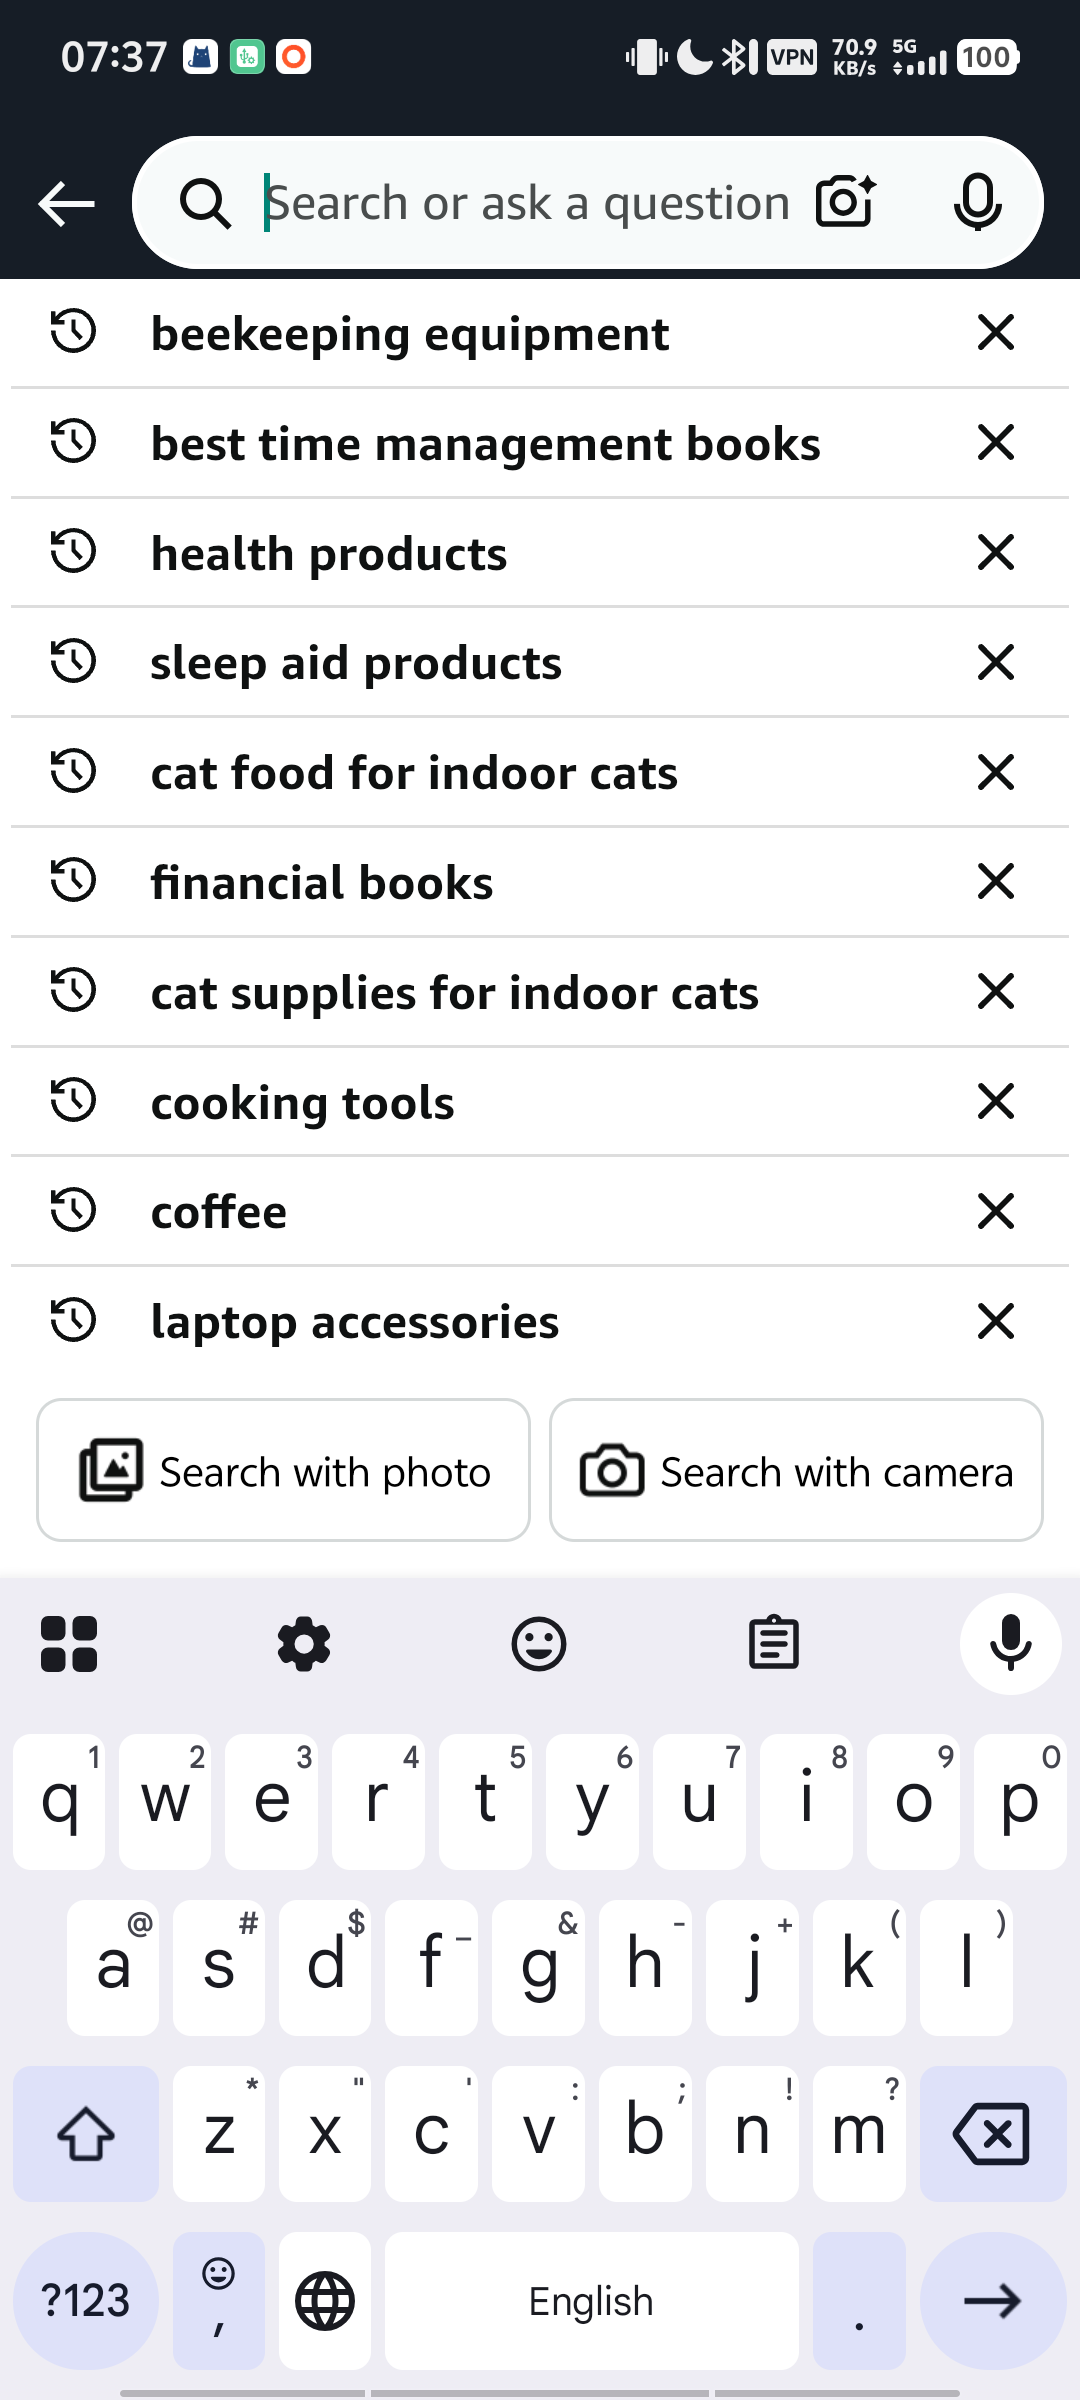 07:37
VPN
70.9 KB/s
5G
100
Search or ask a question
beekeeping equipment
best time management books
health products
sleep aid products
cat food for indoor cats
financial books
cat supplies for indoor cats
cooking tools
coffee
laptop accessories
Search with photo
Search with camera
1 2 3 4 5 6 7 8 9 0
q w e r t y u i o p
@ # $ _ & - + ( )
a s d f g h j k l
* " ' : ; ! ?
z x c v b n m
?123 , English .